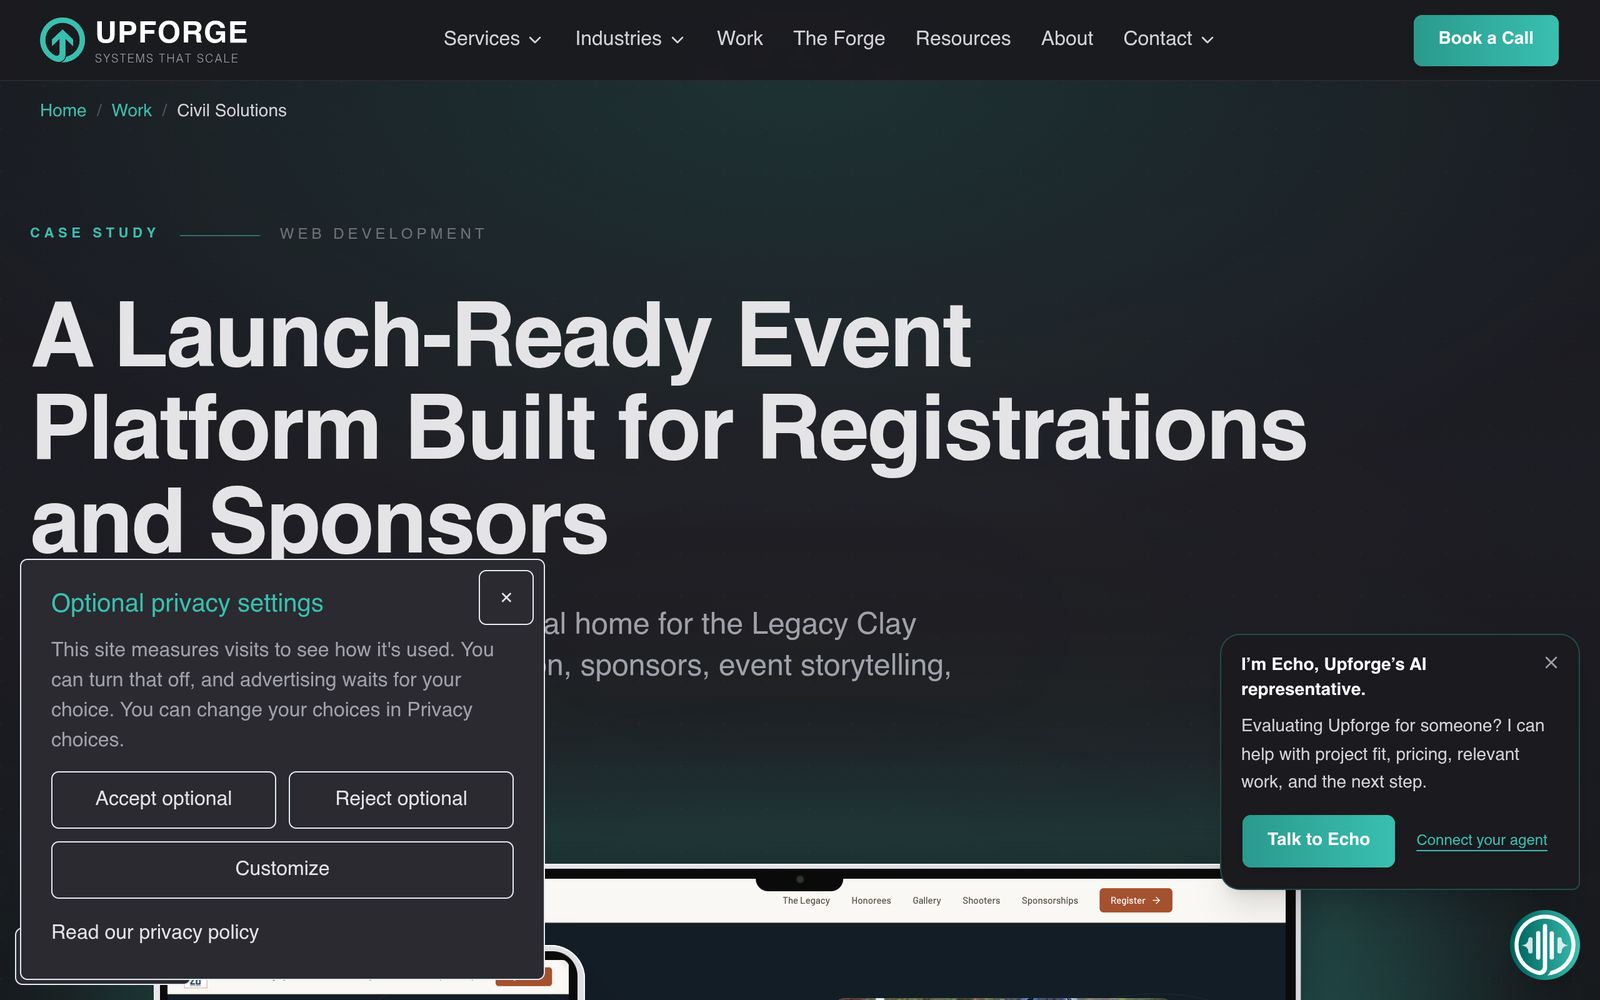 UPFORGE
SYSTEMS THAT SCALE
Services
Industries
Work
The Forge
Resources
About
Contact
Book a Call
Home / Work / Civil Solutions
CASE STUDY
WEB DEVELOPMENT
A Launch-Ready Event
Platform Built for Registrations
and Sponsors
al home for the Legacy Clay
n, sponsors, event storytelling,
Optional privacy settings
×
This site measures visits to see how it's used. You
can turn that off, and advertising waits for your
choice. You can change your choices in Privacy
choices.
Accept optional
Reject optional
Customize
Read our privacy policy
I’m Echo, Upforge’s AI
representative.
Evaluating Upforge for someone? I can
help with project fit, pricing, relevant
work, and the next step.
Talk to Echo
Connect your agent
The Legacy
Honorees
Gallery
Shooters
Sponsorships
Register →